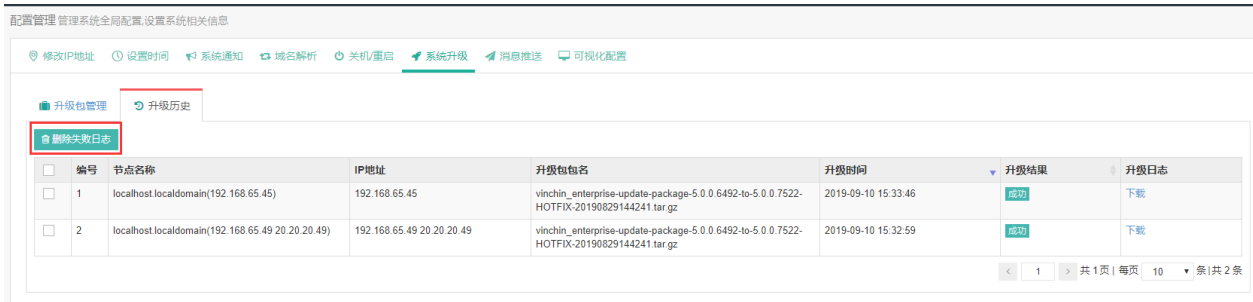 配置管理 管理系统全局配置,设置系统相关信息
修改IP地址 设置时间 系统通知 域名解析 关机/重启 系统升级 消息推送 可视化配置
升级包管理 升级历史
删除失败日志
编号 节点名称 IP地址 升级包包名 升级时间 升级结果 升级日志
1 localhost.localdomain(192.168.65.45) 192.168.65.45 vinchin_enterprise-update-package-5.0.0.6492-to-5.0.0.7522- 2019-09-10 15:33:46 成功 下载
HOTFIX-20190829144241.tar.gz
2 localhost.localdomain(192.168.65.49 20.20.20.49) 192.168.65.49 20.20.20.49 vinchin_enterprise-update-package-5.0.0.6492-to-5.0.0.7522- 2019-09-10 15:32:59 成功 下载
HOTFIX-20190829144241.tar.gz
< 1 > 共1页 | 每页 10 条 | 共2条